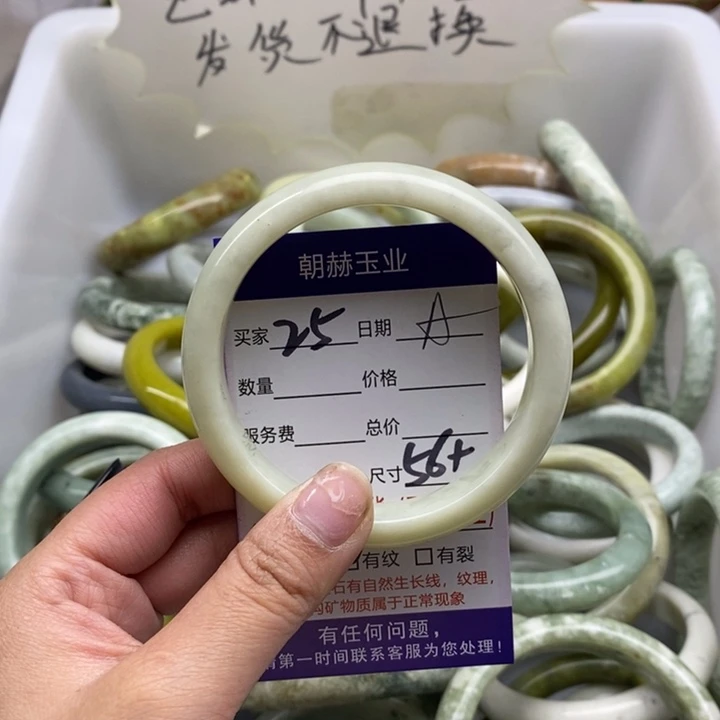 发货不退换
朝赫玉业
买家 25 日期 A
数量 价格
服务费 总价
尺寸 56+
有纹 □有裂
石有自然生长线，纹理，
矿物质属于正常现象
有任何问题，
第一时间联系客服为您处理！